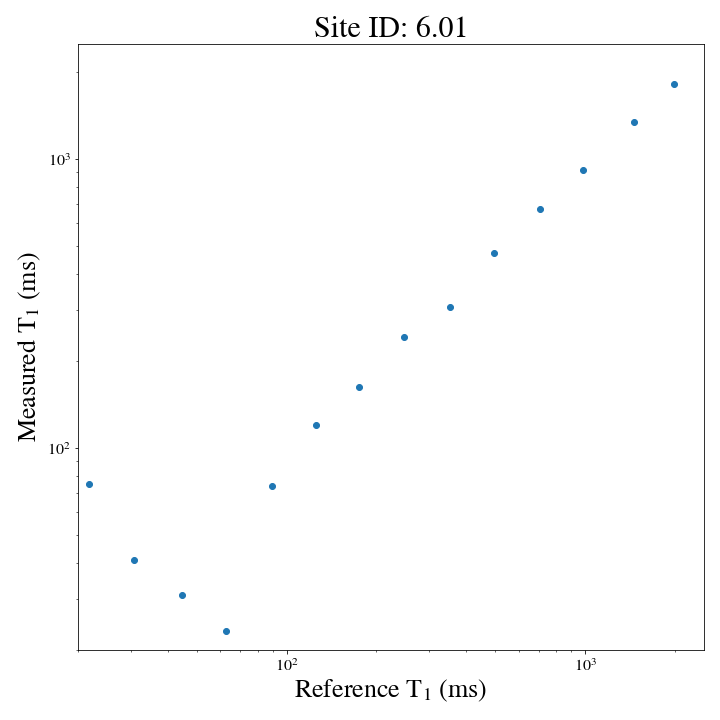 Site ID: 6.01
Measured T₁ (ms)
10³
10²
10²
10³
Reference T₁ (ms)